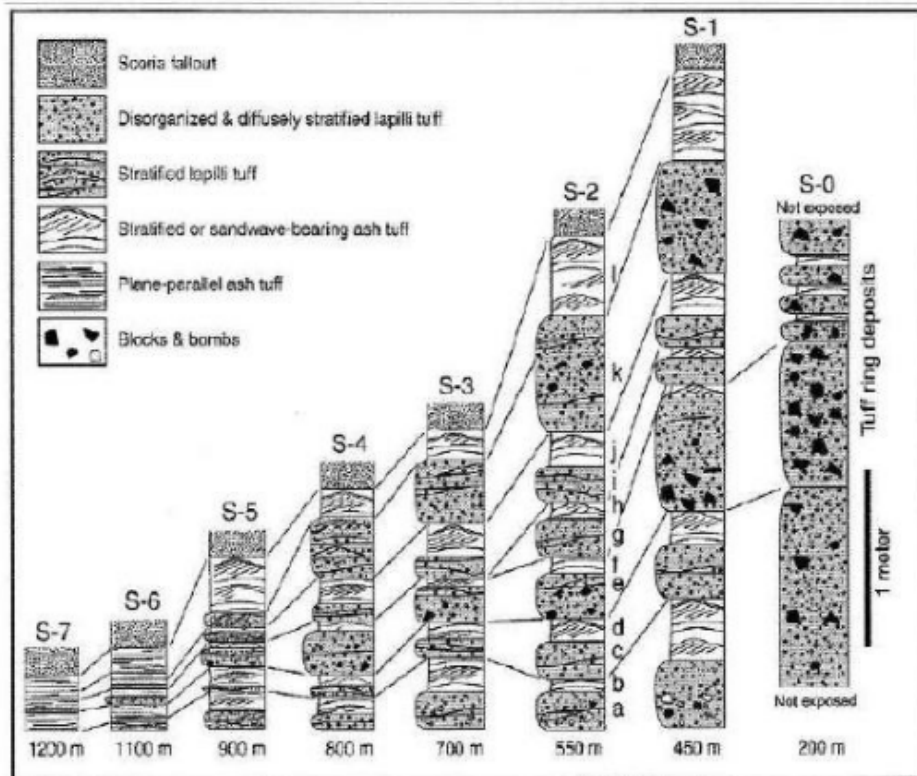 Scoria fallout
Disorganized & diffusely stratified lapilli tuff
Stratified lapilli tuff
Stratified or sandwave-bearing ash tuff
Plane-parallel ash tuff
Blocks & bombs
S-7
S-6
S-5
S-4
S-3
S-2
S-1
S-0
Not exposed
l
k
j
i
h
g
f
e
d
c
b
a
Tuff ring deposits
1 meter
Not exposed
1200 m
1100 m
900 m
800 m
700 m
550 m
450 m
200 m